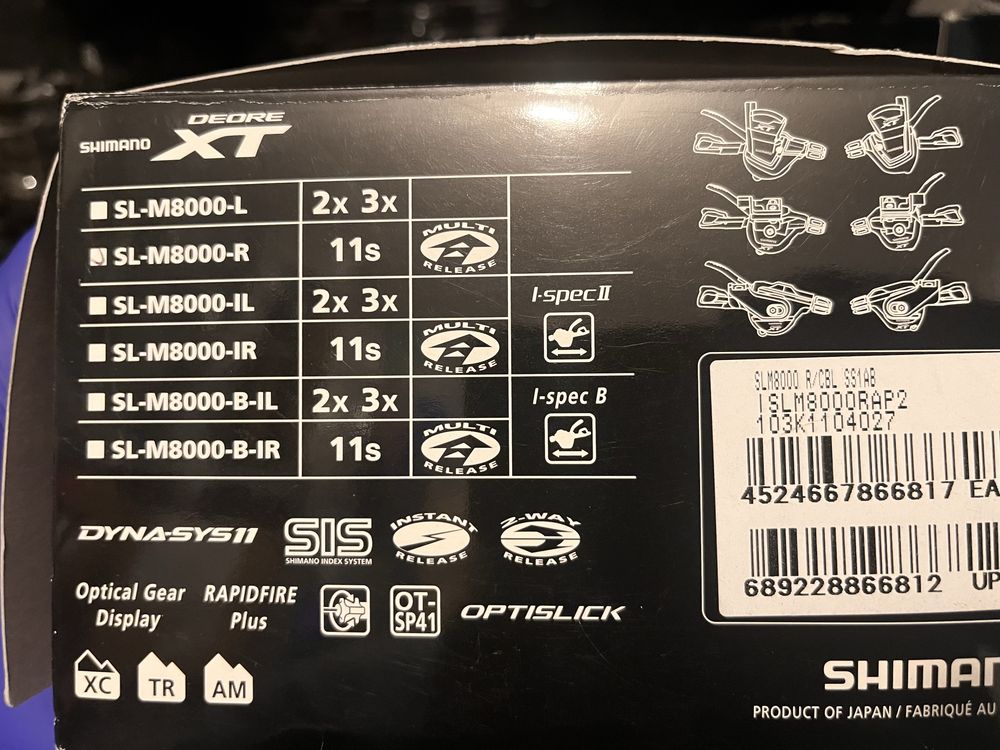 SHIMANO DEORE XT
SL-M8000-L 2x 3x
SL-M8000-R 11s MULTI RELEASE
SL-M8000-IL 2x 3x I-spec II
SL-M8000-IR 11s MULTI RELEASE
SL-M8000-B-IL 2x 3x I-spec B
SL-M8000-B-IR 11s MULTI RELEASE
SLM8000 R/CBL SS1AB
ISLM8000RAP2
103K1104027
4524667866817 EA
689228866812 UP
DYNA-SYS11 SIS SHIMANO INDEX SYSTEM INSTANT RELEASE 2-WAY RELEASE
Optical Gear Display RAPIDFIRE Plus OT-SP41 OPTISLICK
XC TR AM
SHIMAN
PRODUCT OF JAPAN / FABRIQUÉ AU